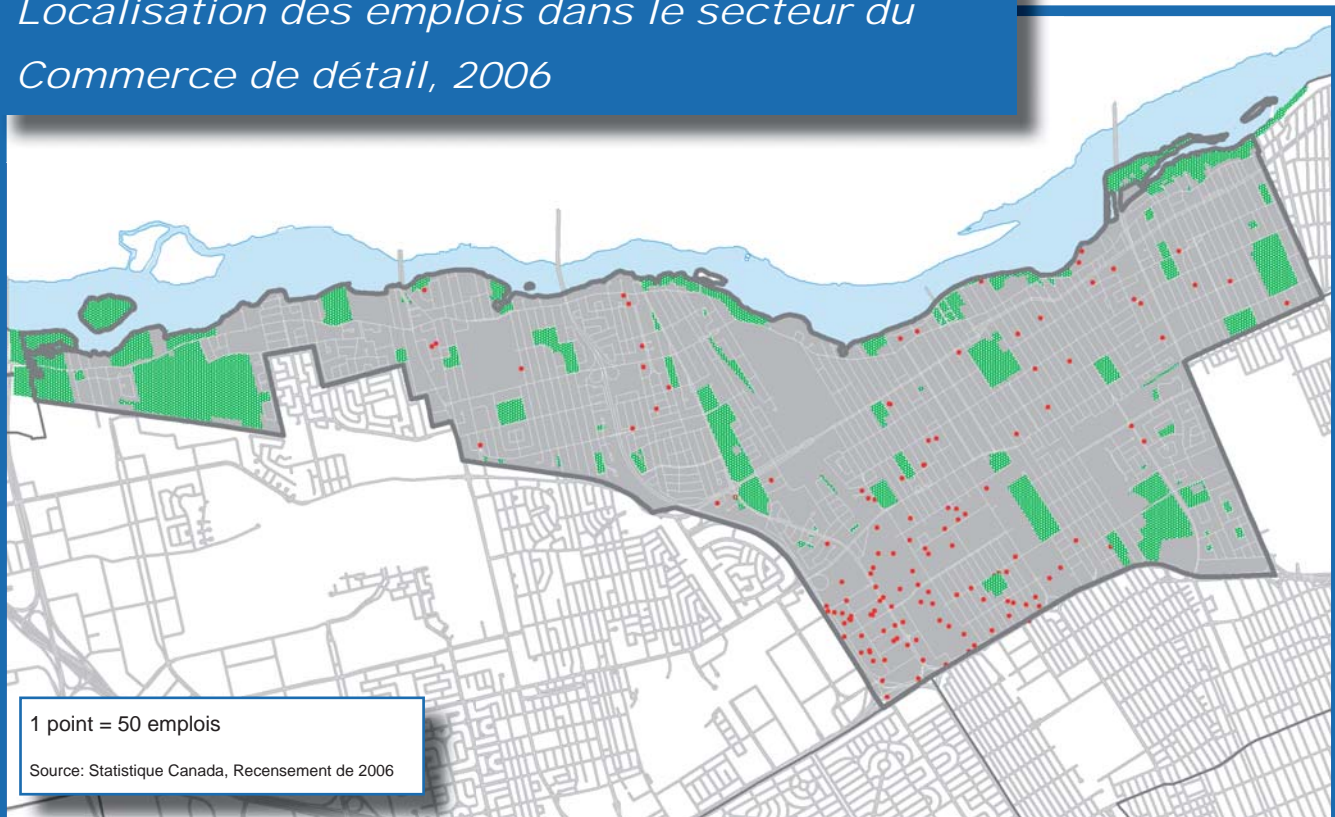 Localisation des emplois dans le secteur du
Commerce de détail, 2006
1 point = 50 emplois
Source: Statistique Canada, Recensement de 2006